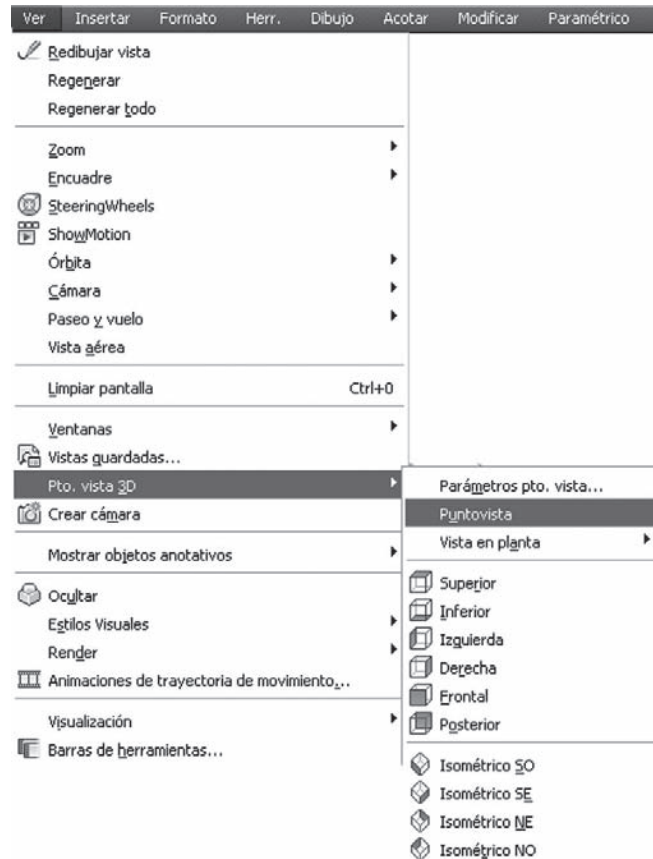 Ver Insertar Formato Herr. Dibujo Acotar Modificar Paramétrico
Redibujar vista
Regenerar
Regenerar todo
Zoom
Encuadre
SteeringWheels
ShowMotion
Órbita
Cámara
Paseo y vuelo
Vista aérea
Limpiar pantalla Ctrl+0
Ventanas
Vistas guardadas...
Pto. vista 3D
Crear cámara
Mostrar objetos anotativos
Ocultar
Estilos Visuales
Render
Animaciones de trayectoria de movimiento...
Visualización
Barras de herramientas...
Parámetros pto. vista...
Puntovista
Vista en planta
Superior
Inferior
Izquierda
Derecha
Frontal
Posterior
Isométrico SO
Isométrico SE
Isométrico NE
Isométrico NO